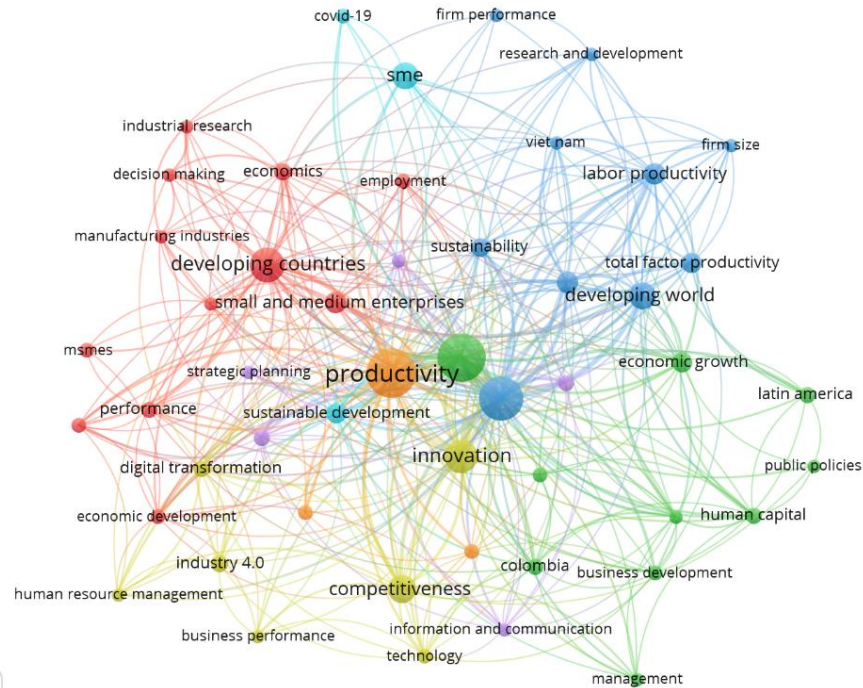 covid-19
firm performance
research and development
sme
industrial research
viet nam
firm size
decision making
economics
employment
labor productivity
manufacturing industries
sustainability
developing countries
total factor productivity
small and medium enterprises
developing world
msmes
strategic planning
productivity
economic growth
latin america
performance
sustainable development
digital transformation
innovation
public policies
economic development
human capital
industry 4.0
colombia
business development
human resource management
competitiveness
business performance
information and communication
technology
management